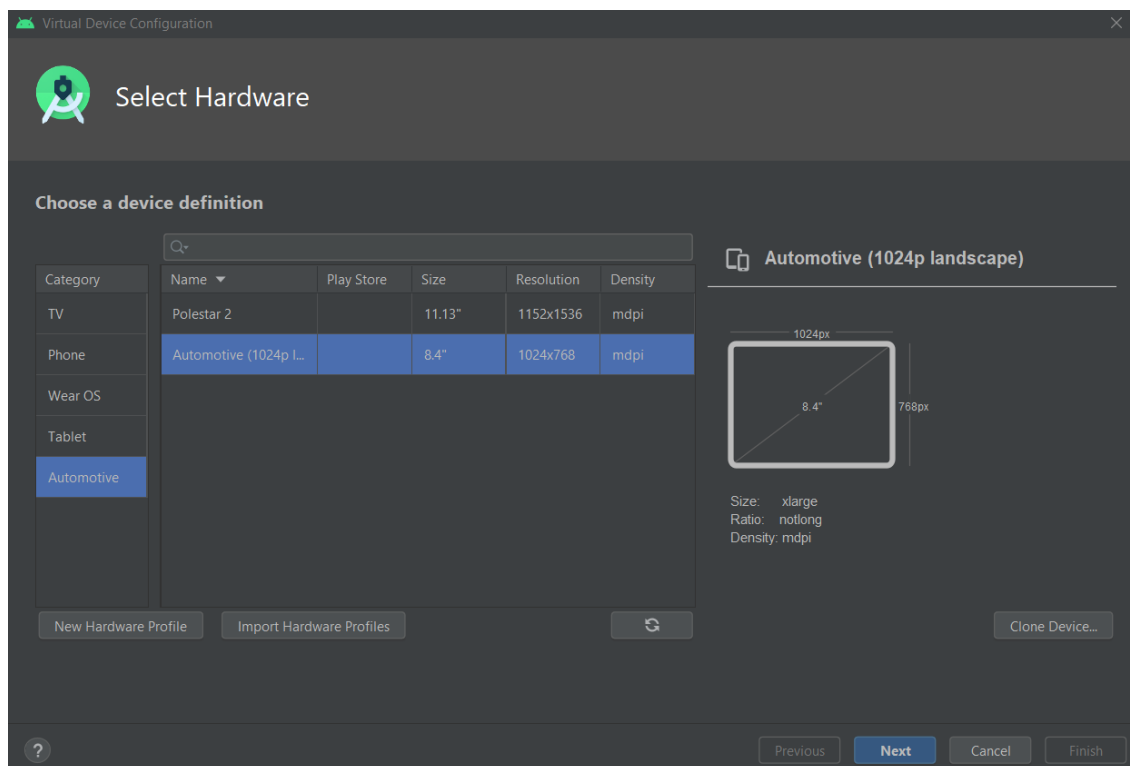 Virtual Device Configuration
Select Hardware
Choose a device definition
Category
TV
Phone
Wear OS
Tablet
Automotive
Name Play Store Size Resolution Density
Polestar 2 11.13" 1152x1536 mdpi
Automotive (1024p l... 8.4" 1024x768 mdpi
New Hardware Profile Import Hardware Profiles
Automotive (1024p landscape)
1024px
8.4"
768px
Size: xlarge
Ratio: notlong
Density: mdpi
Clone Device...
? Previous Next Cancel Finish